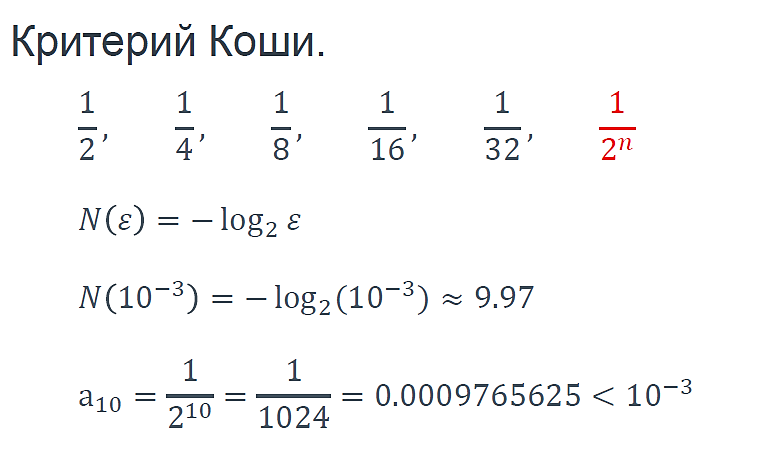 Критерий Коши.
1/2, 1/4, 1/8, 1/16, 1/32, 1/2ⁿ
N(ε) = − log₂ ε
N(10⁻³) = − log₂(10⁻³) ≈ 9.97
a₁₀ = 1/2¹⁰ = 1/1024 = 0.0009765625 < 10⁻³